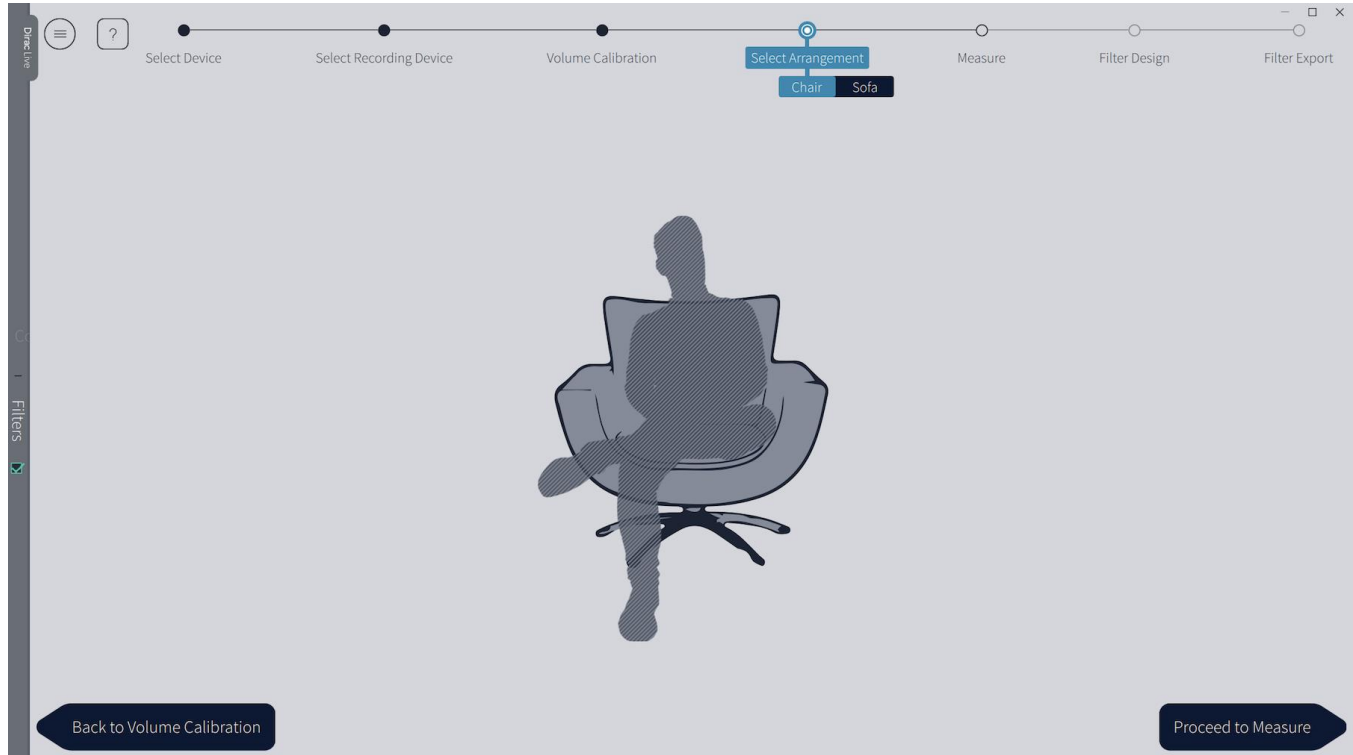 Dirac Live
?
Select Device
Select Recording Device
Volume Calibration
Select Arrangement
Measure
Filter Design
Filter Export
Chair
Sofa
Co
Filters
Back to Volume Calibration
Proceed to Measure